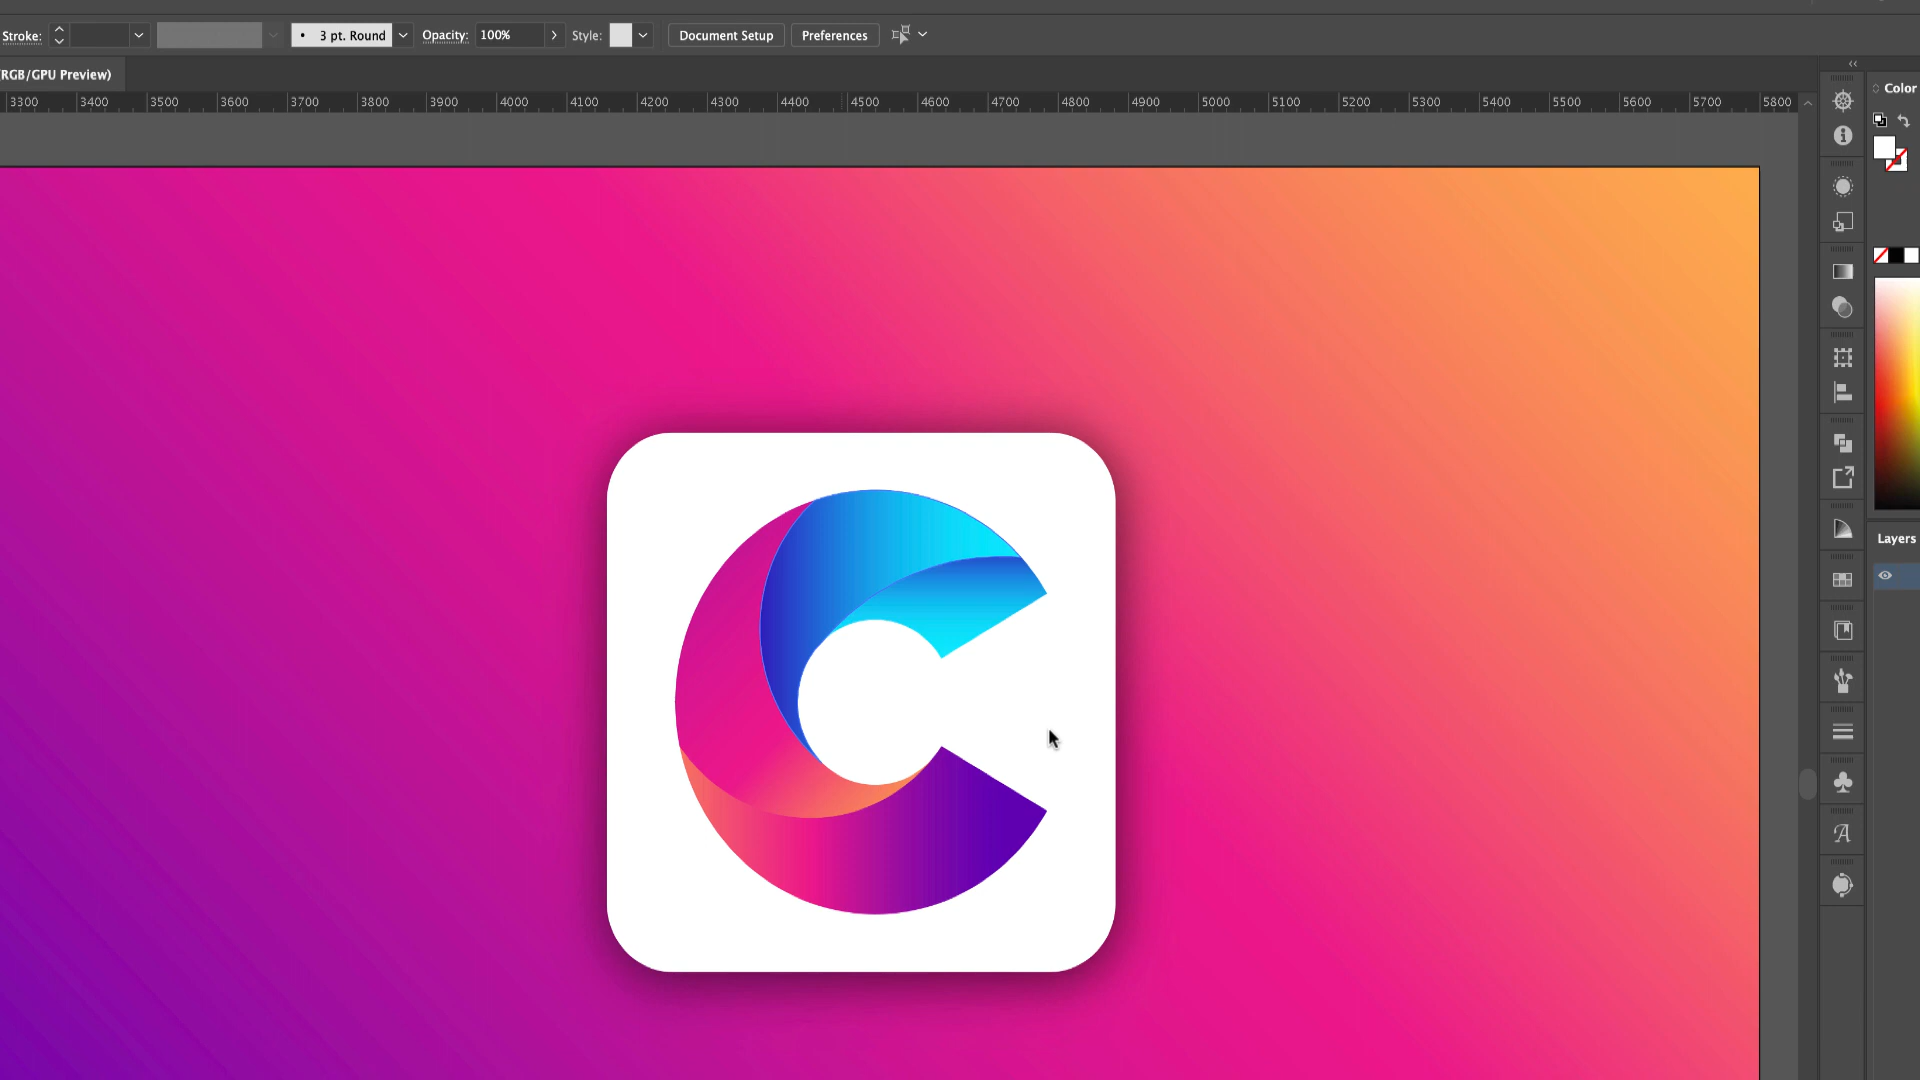 Stroke: 3 pt. Round Opacity: 100% Style: Document Setup Preferences
RGB/GPU Preview)
3300 3400 3500 3600 3700 3800 3900 4000 4100 4200 4300 4400 4500 4600 4700 4800 4900 5000 5100 5200 5300 5400 5500 5600 5700 5800
Color
C
Layers